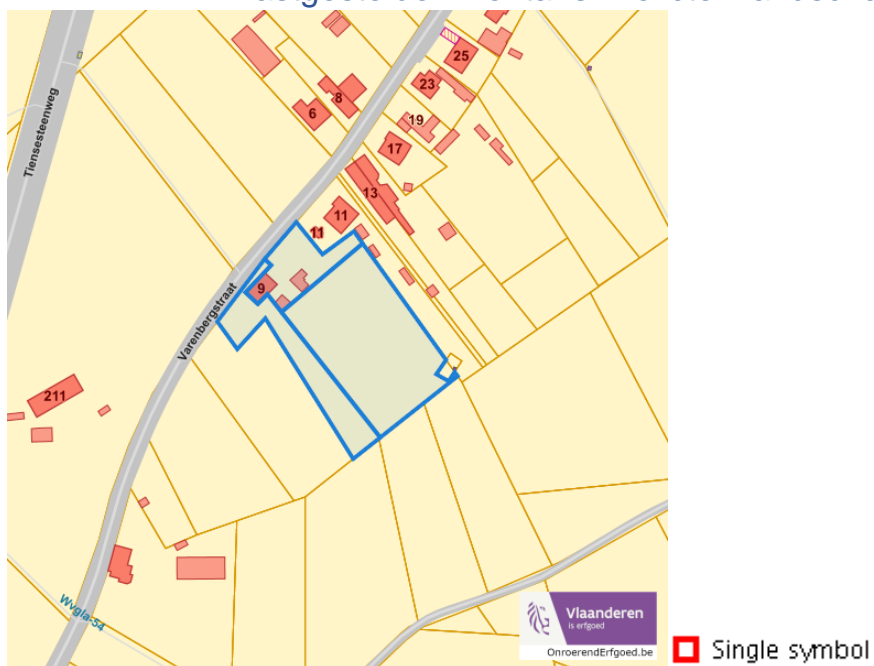 25
23
8
6
19
17
13
Tiensesteenweg
11
11
9
Varenbergstraat
211
Wvgla-54
Vlaanderen
is erfgoed
OnroerendErfgoed.be
Single symbol